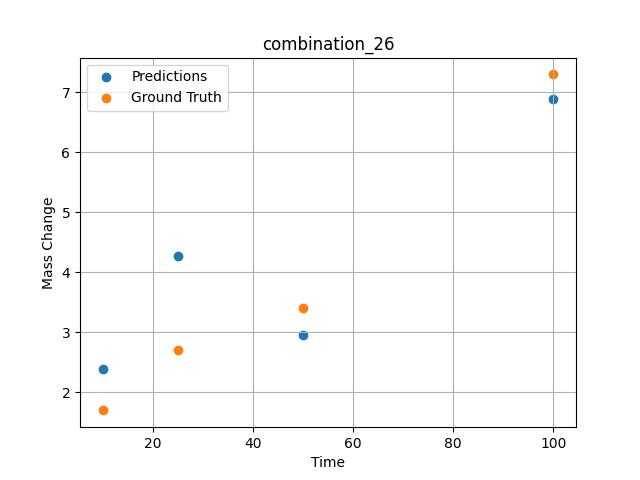 combination_26
Predictions
Ground Truth
7
6
5
4
3
2
Mass Change
20 40 60 80 100
Time